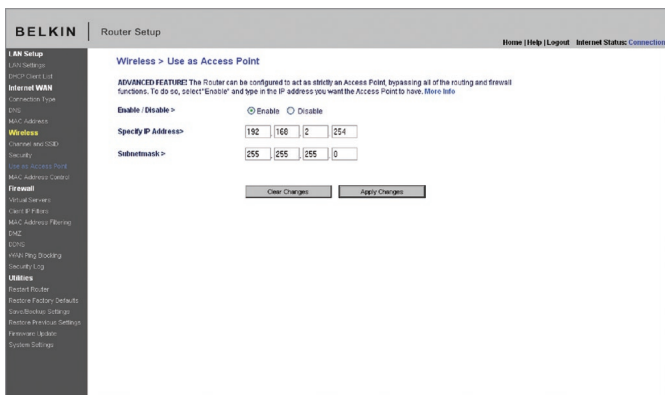 BELKIN
Router Setup
Home | Help | Logout Internet Status: Connection
LAN Setup
LAN Settings
DHCP Client List
Internet WAN
Connection Type
DNS
MAC Address
Wireless
Channel and SSID
Security
Use as Access Point
MAC Address Control
Firewall
Virtual Servers
Client IP Filters
MAC Address Filtering
DMZ
DDNS
WAN Ping Blocking
Security Log
Utilities
Restart Router
Restore Factory Defaults
Save/Backup Settings
Restore Previous Settings
Firmware Update
System Settings
Wireless > Use as Access Point
ADVANCED FEATURE! The Router can be configured to act as strictly an Access Point, bypassing all of the routing and firewall
functions. To do so, select "Enable" and type in the IP address you want the Access Point to have. More Info
Enable / Disable > Enable Disable
Specify IP Address> 192 . 168 . 2 . 254
Subnetmask > 255 . 255 . 255 . 0
Clear Changes Apply Changes